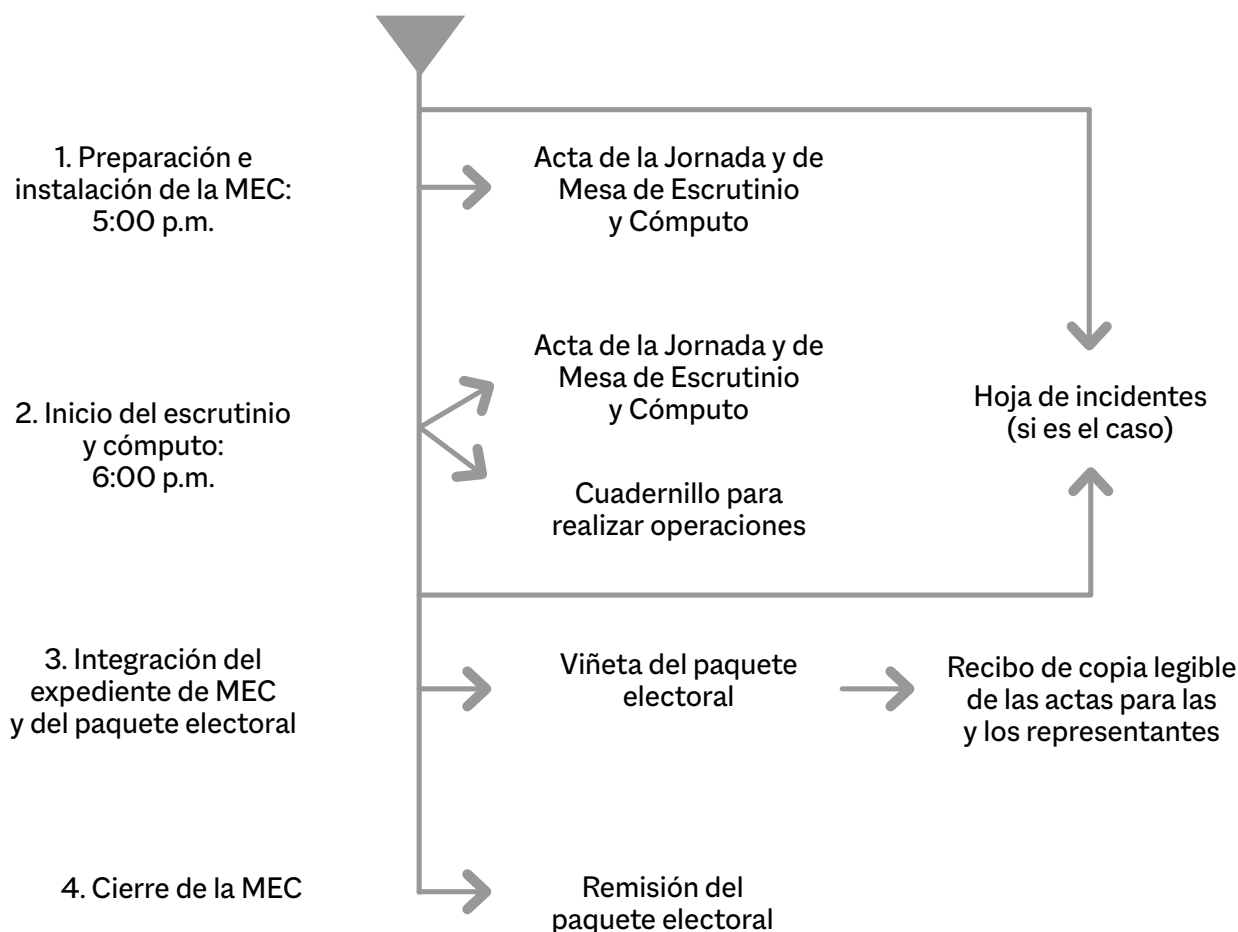 1. Preparación e
instalación de la MEC:
5:00 p.m.
Acta de la Jornada y de
Mesa de Escrutinio
y Cómputo
2. Inicio del escrutinio
y cómputo:
6:00 p.m.
Acta de la Jornada y de
Mesa de Escrutinio
y Cómputo
Cuadernillo para
realizar operaciones
Hoja de incidentes
(si es el caso)
3. Integración del
expediente de MEC
y del paquete electoral
Viñeta del paquete
electoral
Recibo de copia legible
de las actas para las
y los representantes
4. Cierre de la MEC
Remisión del
paquete electoral